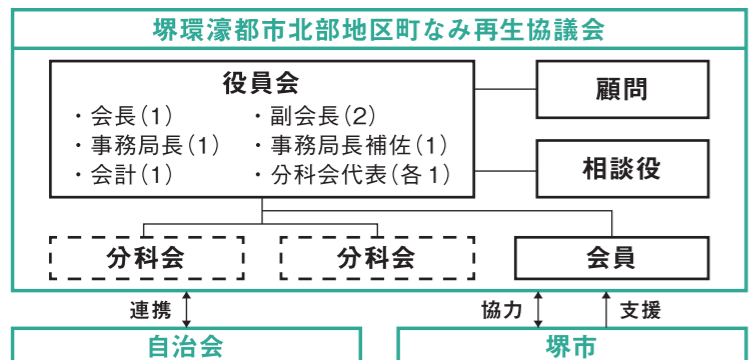 堺環濠都市北部地区町なみ再生協議会
役員会
・会長（1）
・副会長（2）
・事務局長（1）
・事務局長補佐（1）
・会計（1）
・分科会代表（各1）
顧問
相談役
分科会
分科会
会員
連携
協力
支援
自治会
堺市